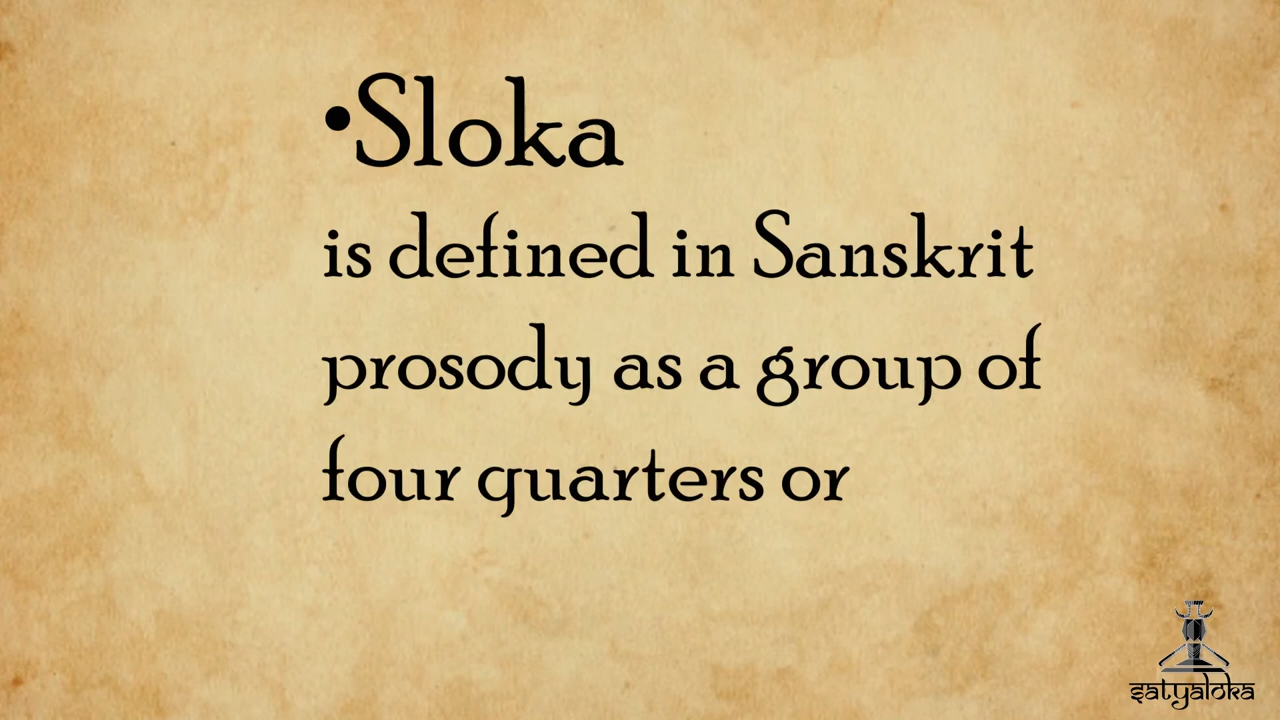 •Sloka
is defined in Sanskrit
prosody as a group of
four quarters or
satyaloka